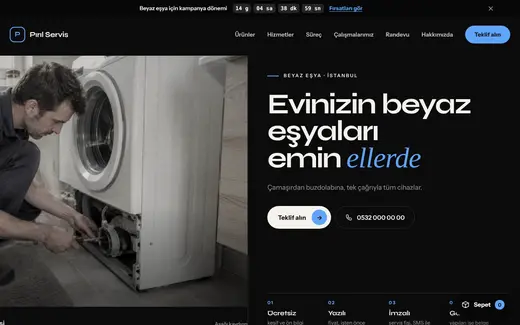 Beyaz eşya için kampanya dönemi 14 g 04 sa 38 dk 59 sn Fırsatları gör
P Pırıl Servis
Ürünler Hizmetler Süreç Çalışmalarımız Randevu Hakkımızda Teklif alın
BEYAZ EŞYA · İSTANBUL
Evinizin beyaz
eşyaları
emin ellerde
Çamaşırdan buzdolabına, tek çağrıyla tüm cihazlar.
Teklif alın → 0532 000 00 00
01 02 03
Ücretsiz Yazılı İmzalı
Sepet 0